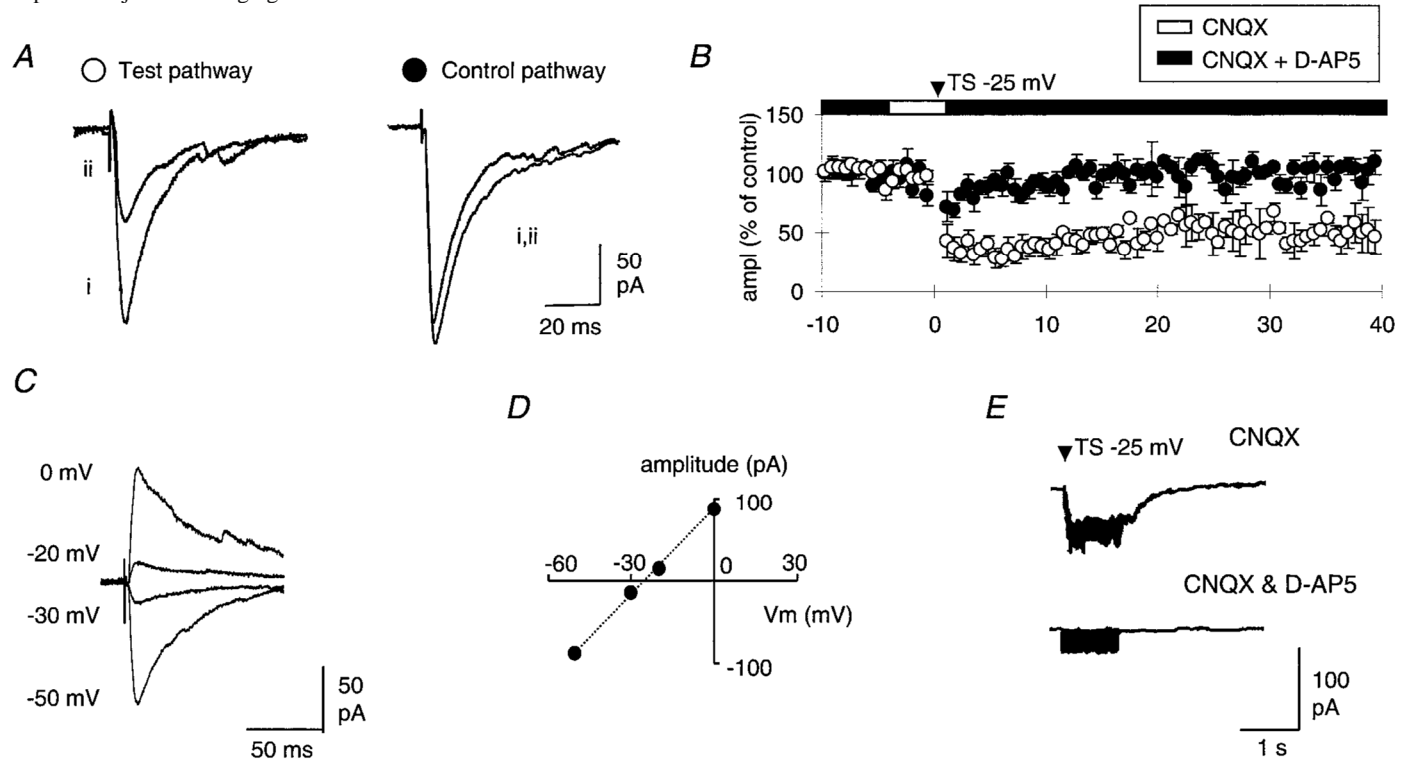 A
Test pathway
Control pathway
ii
i
i,ii
50
pA
20 ms
B
CNQX
CNQX + D-AP5
TS -25 mV
ampl (% of control)
150
100
50
0
-10
0
10
20
30
40
C
0 mV
-20 mV
-30 mV
-50 mV
50
pA
50 ms
D
amplitude (pA)
100
-60
-30
0
30
Vm (mV)
-100
E
CNQX
TS -25 mV
CNQX & D-AP5
100
pA
1 s